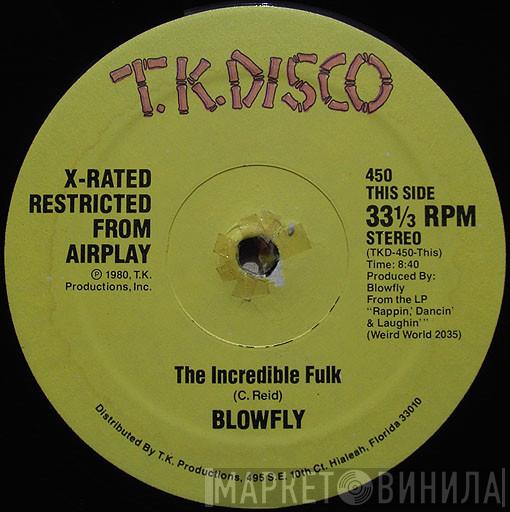 T.K.DISCO
X-RATED
RESTRICTED
FROM
AIRPLAY
℗ 1980, T.K.
Productions, Inc.
450
THIS SIDE
33⅓ RPM
STEREO
(TKD-450-This)
Time: 8:40
Produced By:
Blowfly
From the LP
"Rappin,' Dancin'
& Laughin'"
(Weird World 2035)
The Incredible Fulk
(C. Reid)
BLOWFLY
Distributed By T.K. Productions, 495 S.E. 10th Ct. Hialeah, Florida 33010
МАРКЕТ ВИНИЛА